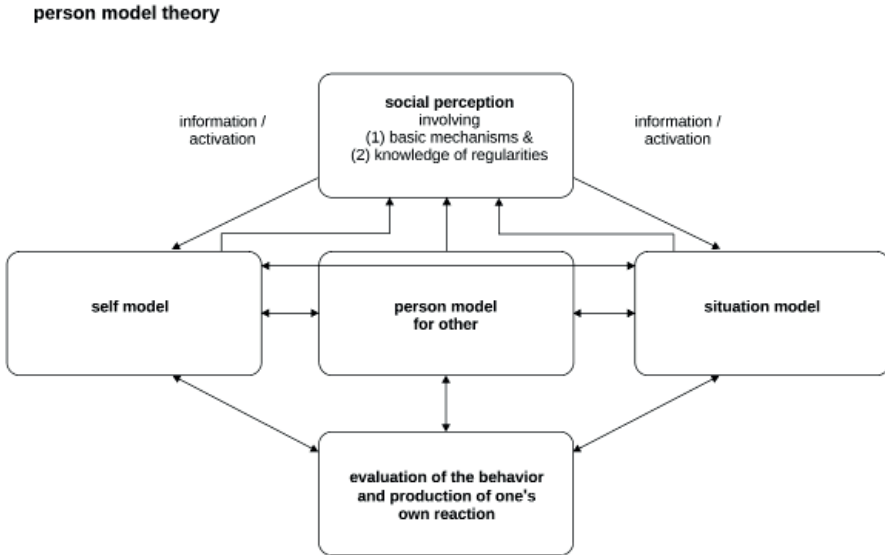 person model theory
social perception
involving
(1) basic mechanisms &
(2) knowledge of regularities
information /
activation
information /
activation
self model
person model
for other
situation model
evaluation of the behavior
and production of one's
own reaction